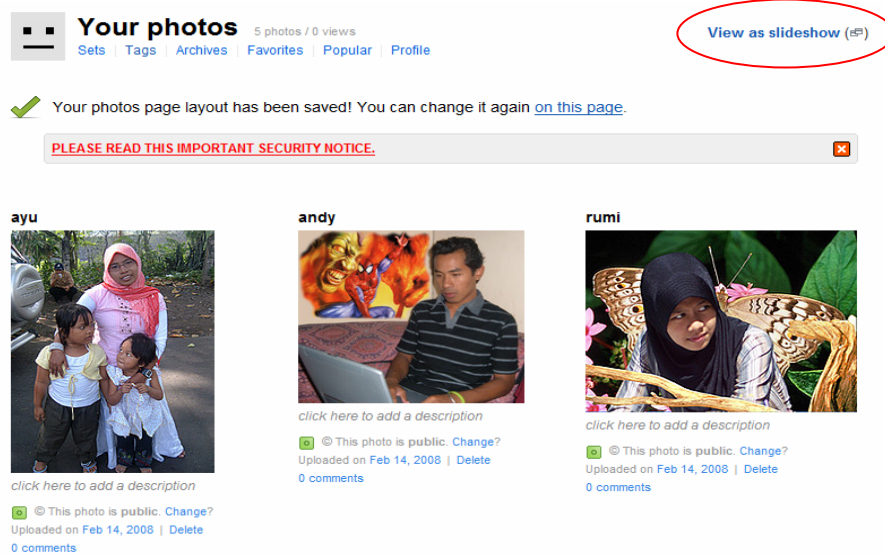 Your photos 5 photos / 0 views
Sets | Tags | Archives | Favorites | Popular | Profile
View as slideshow ()
Your photos page layout has been saved! You can change it again on this page.
PLEASE READ THIS IMPORTANT SECURITY NOTICE.
ayu
click here to add a description
© This photo is public. Change?
Uploaded on Feb 14, 2008 | Delete
0 comments
andy
click here to add a description
© This photo is public. Change?
Uploaded on Feb 14, 2008 | Delete
0 comments
rumi
click here to add a description
© This photo is public. Change?
Uploaded on Feb 14, 2008 | Delete
0 comments